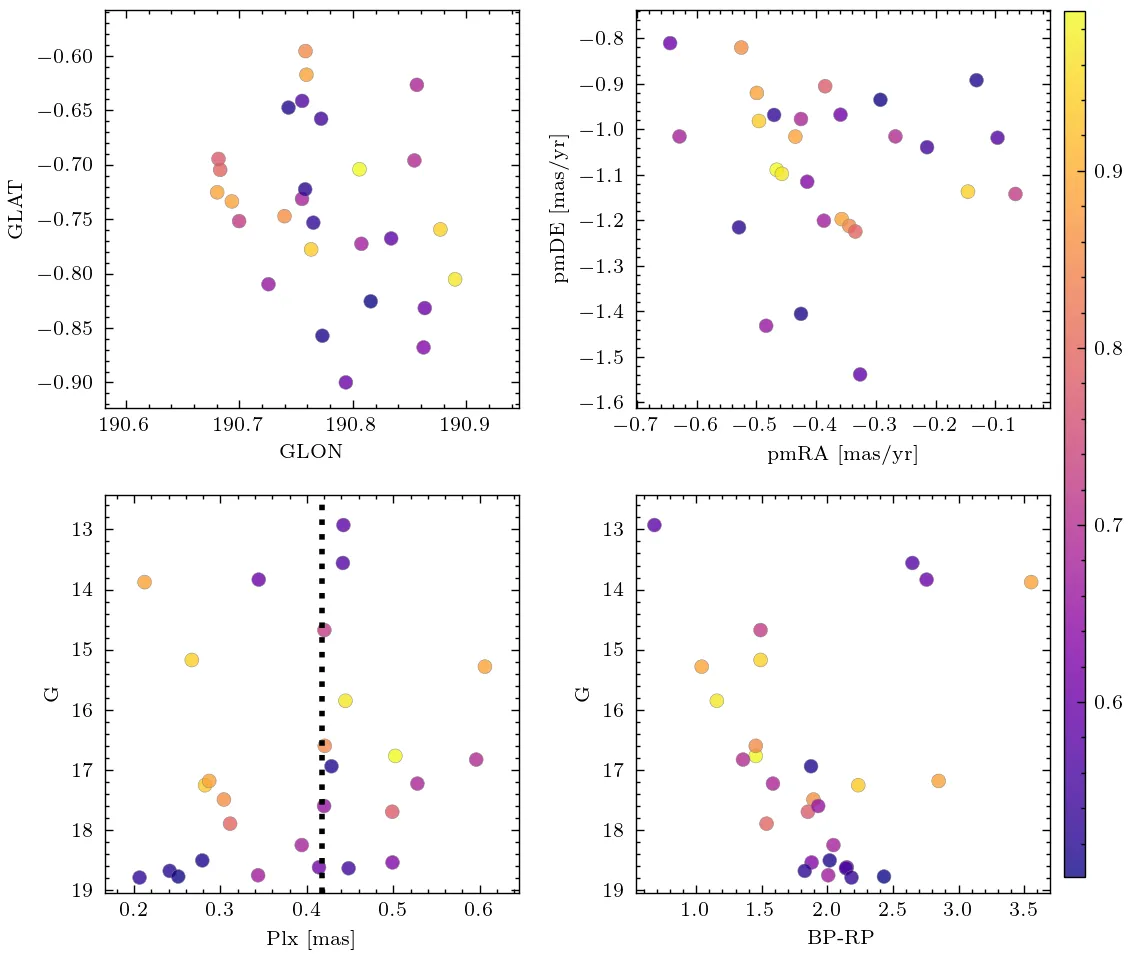 −0.60
−0.65
−0.70
−0.75
−0.80
−0.85
−0.90
GLAT
190.6 190.7 190.8 190.9
GLON
−0.8
−0.9
−1.0
−1.1
−1.2
−1.3
−1.4
−1.5
−1.6
pmDE [mas/yr]
−0.7 −0.6 −0.5 −0.4 −0.3 −0.2 −0.1
pmRA [mas/yr]
0.9
0.8
0.7
0.6
13
14
15
16
17
18
19
G
0.2 0.3 0.4 0.5 0.6
Plx [mas]
13
14
15
16
17
18
19
G
1.0 1.5 2.0 2.5 3.0 3.5
BP-RP